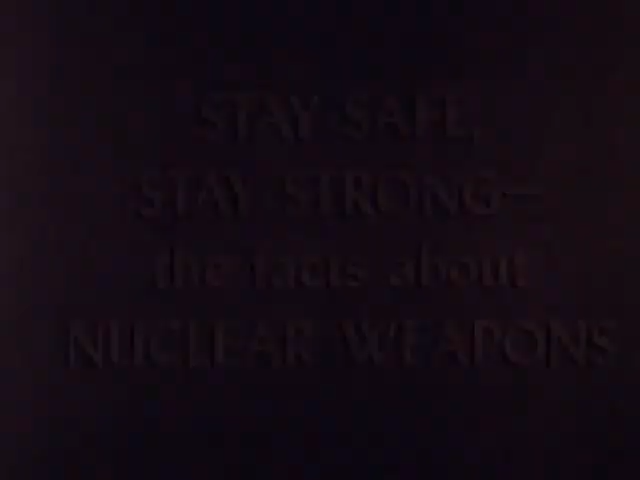 STAY SAFE,
STAY STRONG—
the facts about
NUCLEAR WEAPONS